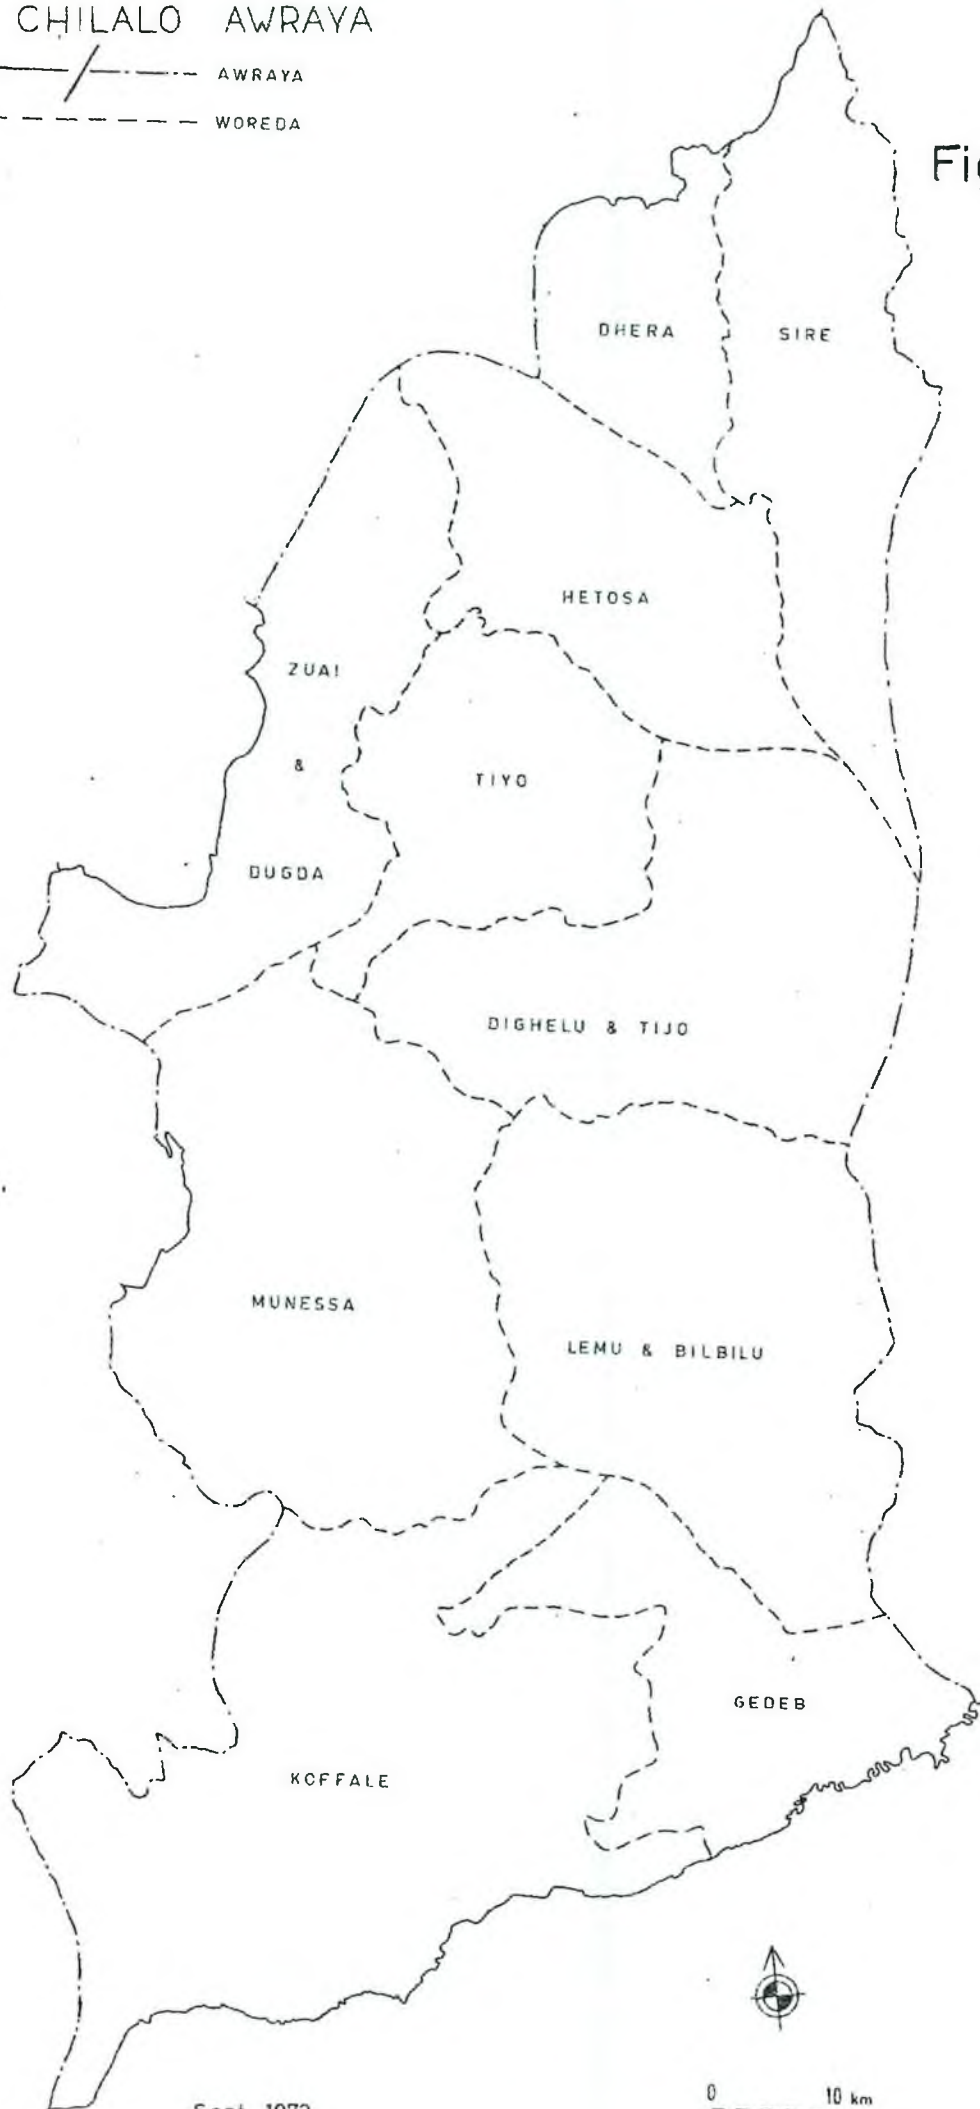 CHILALO AWRAYA
AWRAYA
WOREDA
DHERA
SIRE
HETOSA
ZUAI
&
DUGDA
TIYO
DIGHELU & TIJO
MUNESSA
LEMU & BILBILU
GEDEB
KOFFALE
0 10 km